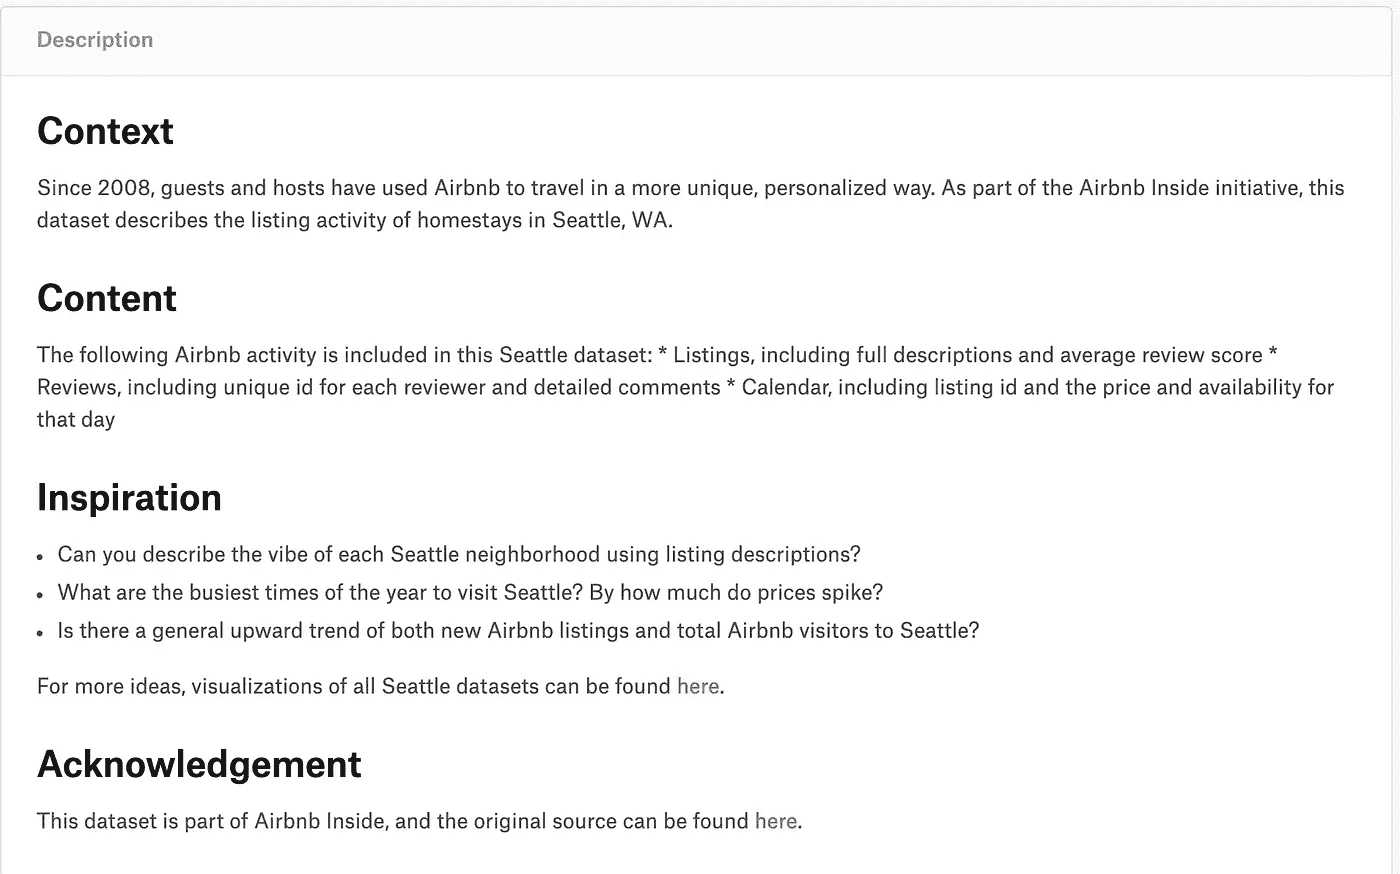 Description
Context
Since 2008, guests and hosts have used Airbnb to travel in a more unique, personalized way. As part of the Airbnb Inside initiative, this
dataset describes the listing activity of homestays in Seattle, WA.
Content
The following Airbnb activity is included in this Seattle dataset: * Listings, including full descriptions and average review score *
Reviews, including unique id for each reviewer and detailed comments * Calendar, including listing id and the price and availability for
that day
Inspiration
• Can you describe the vibe of each Seattle neighborhood using listing descriptions?
• What are the busiest times of the year to visit Seattle? By how much do prices spike?
• Is there a general upward trend of both new Airbnb listings and total Airbnb visitors to Seattle?
For more ideas, visualizations of all Seattle datasets can be found here.
Acknowledgement
This dataset is part of Airbnb Inside, and the original source can be found here.